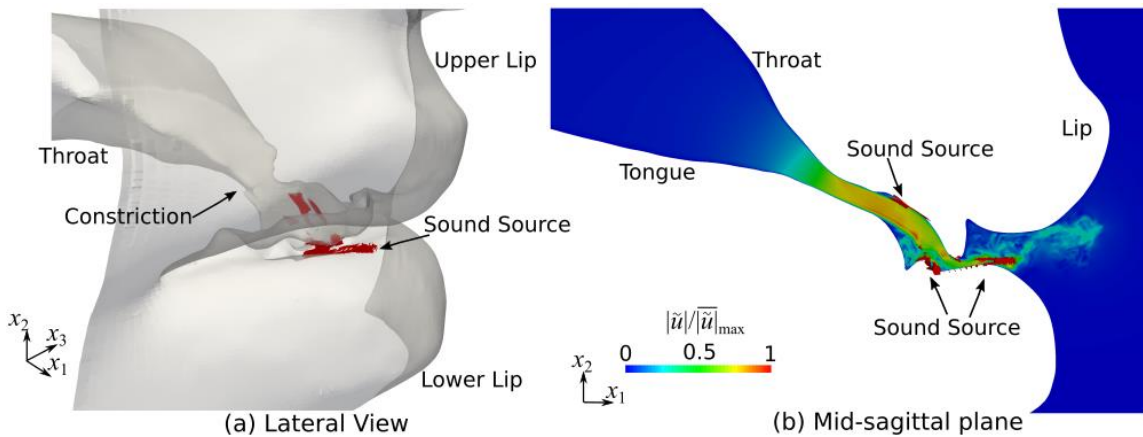 Upper Lip
Throat
Constriction
Sound Source
Lower Lip
x₂
x₃
x₁
(a) Lateral View
Throat
Lip
Sound Source
Tongue
Sound Source
|ũ|/|ũ̅|max
0 0.5 1
x₂
x₁
(b) Mid-sagittal plane